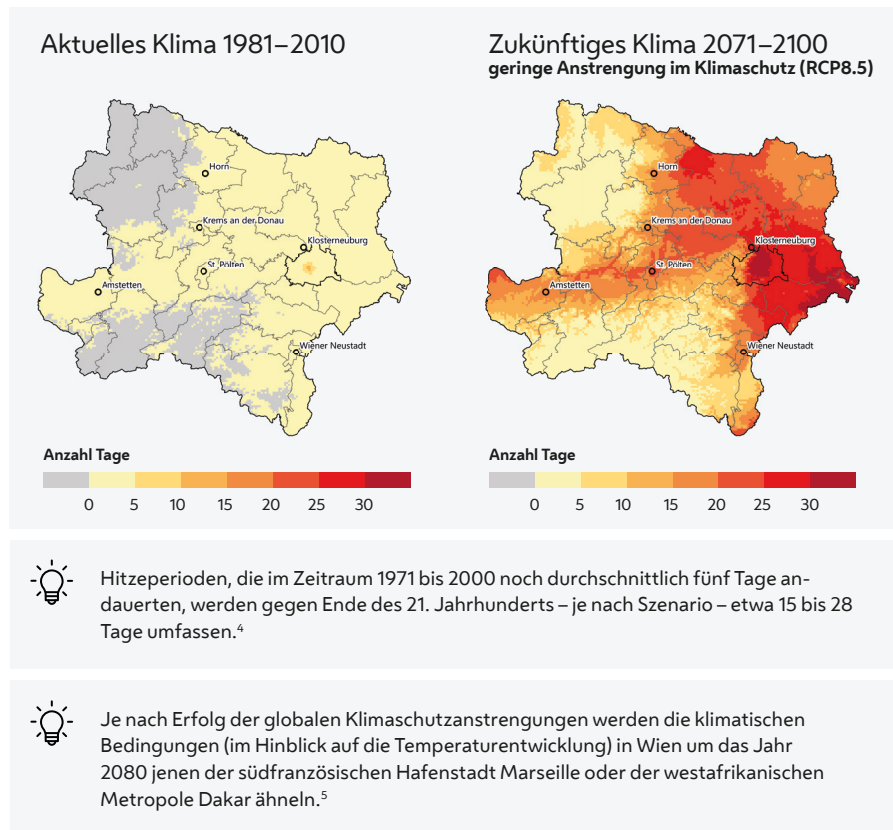 Aktuelles Klima 1981–2010
Horn
Krems an der Donau
Klosterneuburg
St. Pölten
Amstetten
Wiener Neustadt
Anzahl Tage
0 5 10 15 20 25 30
Zukünftiges Klima 2071–2100
geringe Anstrengung im Klimaschutz (RCP8.5)
Horn
Krems an der Donau
Klosterneuburg
St. Pölten
Amstetten
Wiener Neustadt
Anzahl Tage
0 5 10 15 20 25 30
Hitzeperioden, die im Zeitraum 1971 bis 2000 noch durchschnittlich fünf Tage an-
dauerten, werden gegen Ende des 21. Jahrhunderts – je nach Szenario – etwa 15 bis 28
Tage umfassen.⁴
Je nach Erfolg der globalen Klimaschutzanstrengungen werden die klimatischen
Bedingungen (im Hinblick auf die Temperaturentwicklung) in Wien um das Jahr
2080 jenen der südfranzösischen Hafenstadt Marseille oder der westafrikanischen
Metropole Dakar ähneln.⁵